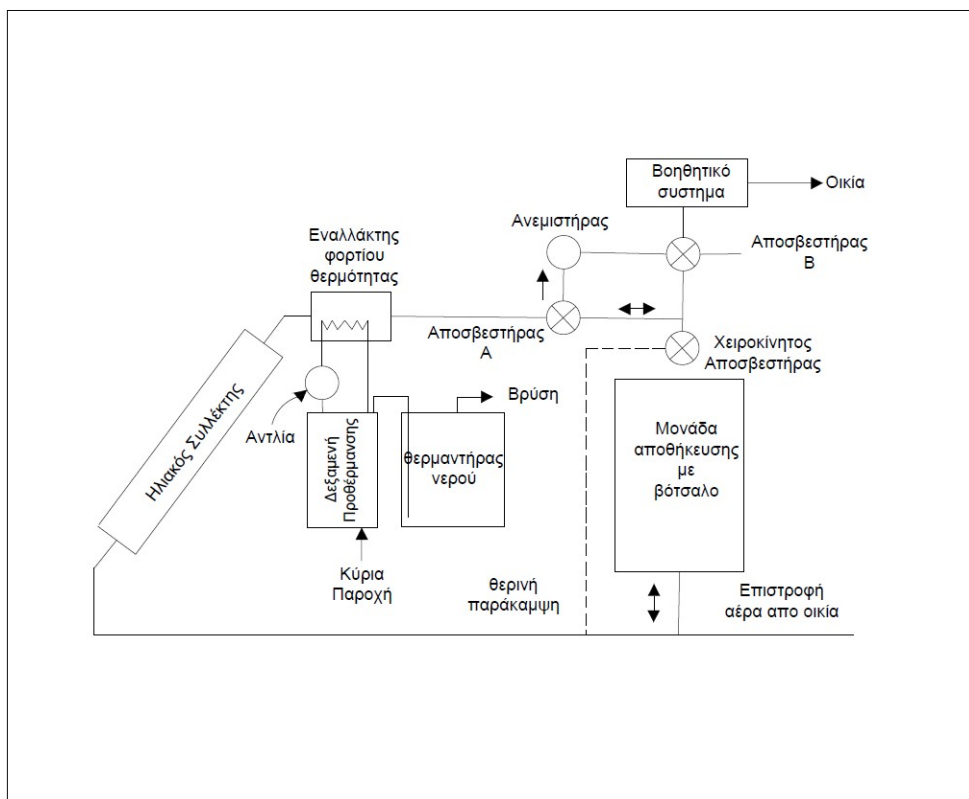 Βοηθητικό
συστημα
Οικία
Ανεμιστήρας
Αποσβεστήρας
Β
Εναλλάκτης
φορτίου
θερμότητας
Αποσβεστήρας
Α
Χειροκίνητος
Αποσβεστήρας
Ηλιακός Συλλέκτης
Αντλία
Βρύση
Δεξαμενή
Προθέρμανσης
θερμαντήρας
νερού
Μονάδα
αποθήκευσης
με
βότσαλο
Κύρια
Παροχή
θερινή
παράκαμψη
Επιστροφή
αέρα απο οικία